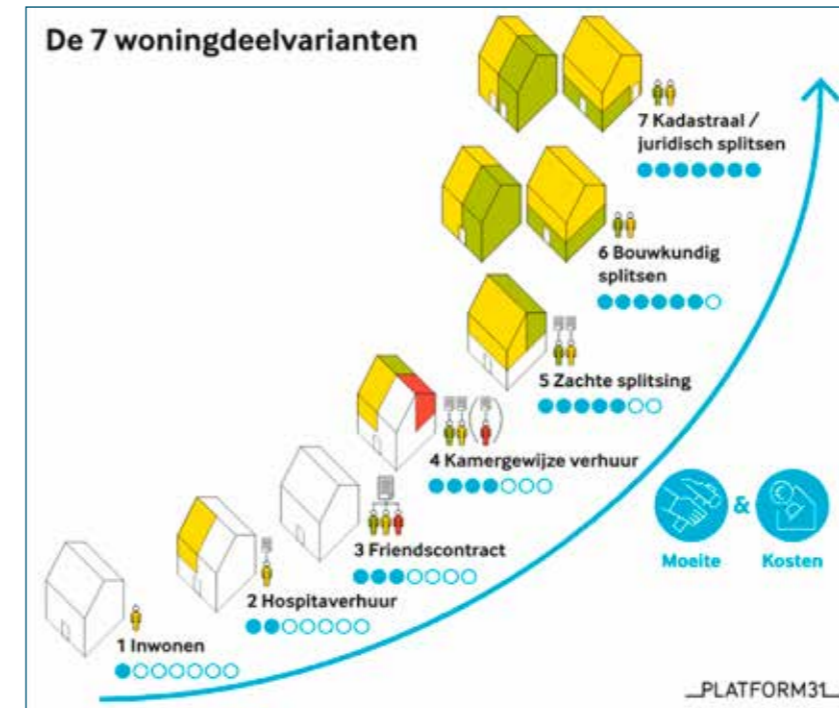 De 7 woningdeelvarianten
7 Kadastraal /
juridisch splitsen
6 Bouwkundig
splitsen
5 Zachte splitsing
4 Kamergewijze verhuur
3 Friendscontract
2 Hospitaverhuur
1 Inwonen
&
Moeite
Kosten
PLATFORM31